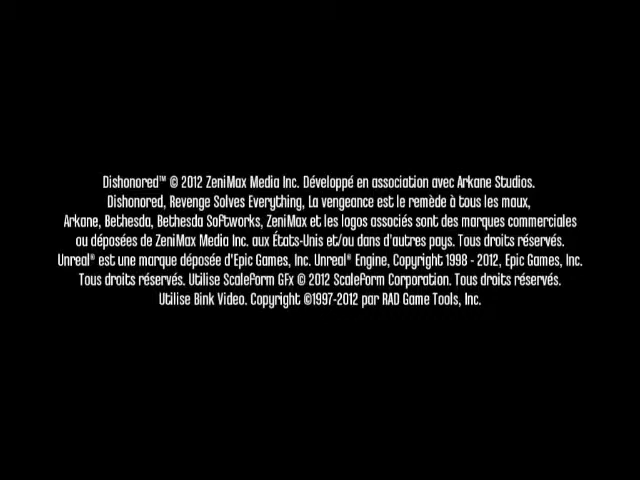 Dishonored™ © 2012 ZeniMax Media Inc. Développé en association avec Arkane Studios.
Dishonored, Revenge Solves Everything, La vengeance est le remède à tous les maux,
Arkane, Bethesda, Bethesda Softworks, ZeniMax et les logos associés sont des marques commerciales
ou déposées de ZeniMax Media Inc. aux États-Unis et/ou dans d'autres pays. Tous droits réservés.
Unreal® est une marque déposée d'Epic Games, Inc. Unreal® Engine, Copyright 1998 - 2012, Epic Games, Inc.
Tous droits réservés. Utilise Scaleform GFx © 2012 Scaleform Corporation. Tous droits réservés.
Utilise Bink Video. Copyright ©1997-2012 par RAD Game Tools, Inc.